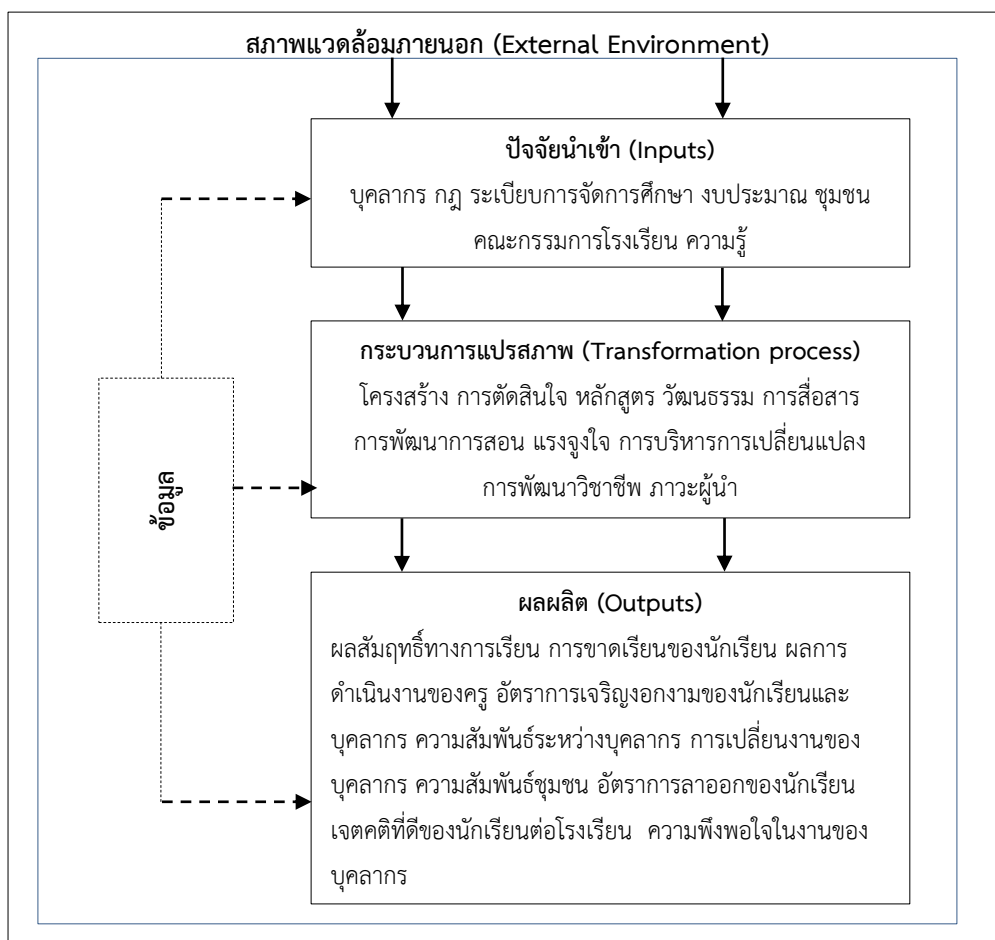 สภาพแวดล้อมภายนอก (External Environment)
ปัจจัยนำเข้า (Inputs)
บุคลากร กฎ ระเบียบการจัดการศึกษา งบประมาณ ชุมชน
คณะกรรมการโรงเรียน ความรู้
กระบวนการแปรสภาพ (Transformation process)
โครงสร้าง การตัดสินใจ หลักสูตร วัฒนธรรม การสื่อสาร
การพัฒนาการสอน แรงจูงใจ การบริหารการเปลี่ยนแปลง
การพัฒนาวิชาชีพ ภาวะผู้นำ
ข้อมูล
ผลผลิต (Outputs)
ผลสัมฤทธิ์ทางการเรียน การขาดเรียนของนักเรียน ผลการ
ดำเนินงานของครู อัตราการเจริญงอกงามของนักเรียนและ
บุคลากร ความสัมพันธ์ระหว่างบุคลากร การเปลี่ยนงานของ
บุคลากร ความสัมพันธ์ชุมชน อัตราการลาออกของนักเรียน
เจตคติที่ดีของนักเรียนต่อโรงเรียน ความพึงพอใจในงานของ
บุคลากร